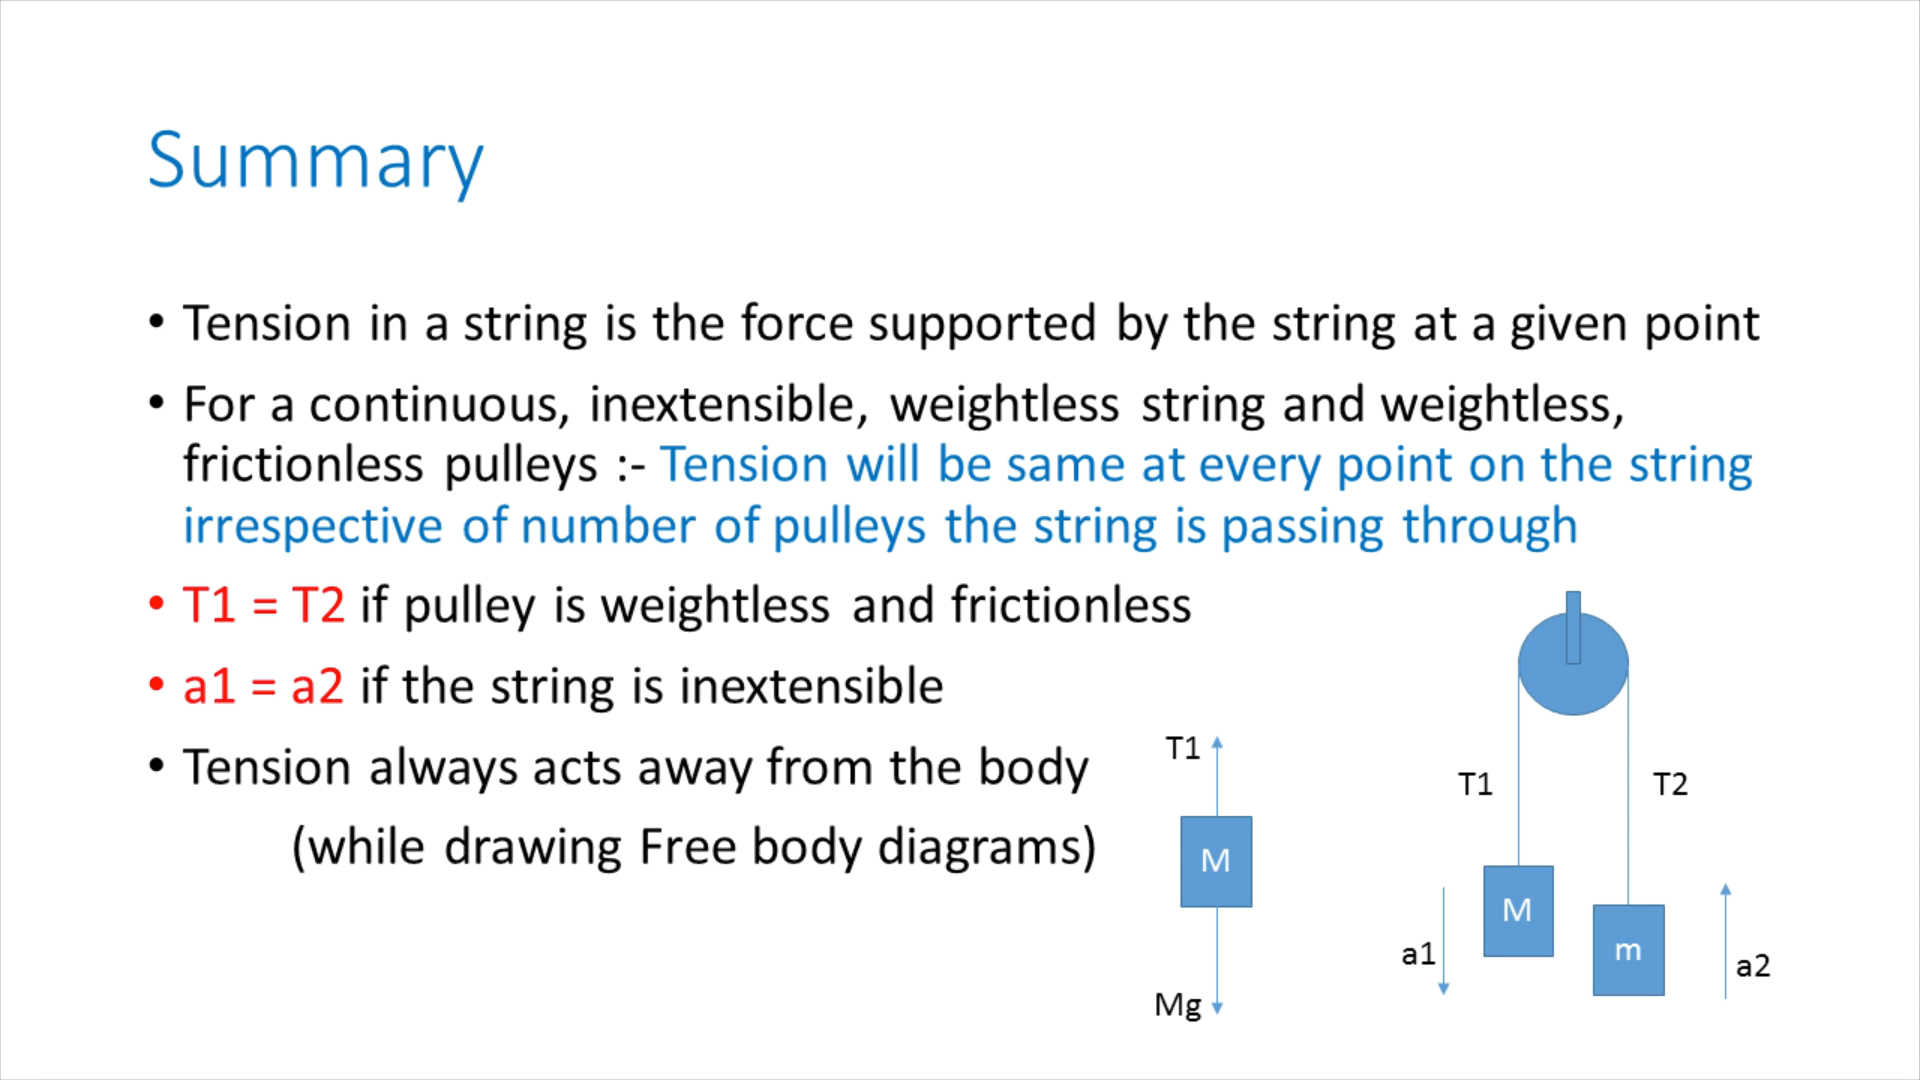 Summary
• Tension in a string is the force supported by the string at a given point
• For a continuous, inextensible, weightless string and weightless,
frictionless pulleys :- Tension will be same at every point on the string
irrespective of number of pulleys the string is passing through
• T1 = T2 if pulley is weightless and frictionless
• a1 = a2 if the string is inextensible
• Tension always acts away from the body
(while drawing Free body diagrams)
T1
M
Mg
T1
T2
M
m
a1
a2